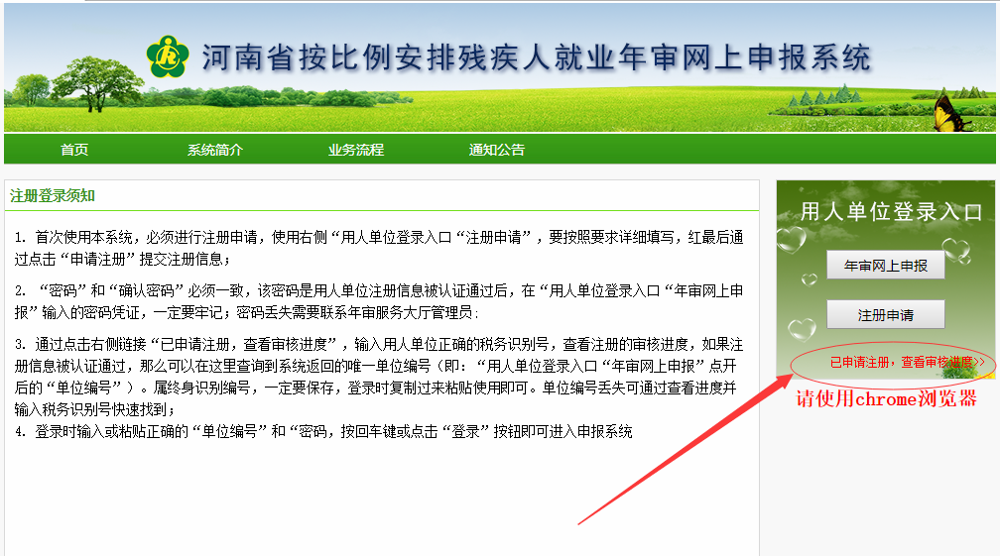 河南省按比例安排残疾人就业年审网上申报系统
首页 系统简介 业务流程 通知公告
注册登录须知
1. 首次使用本系统，必须进行注册申请，使用右侧“用人单位登录入口“注册申请”，要按照要求详细填写，红最后通
过点击“申请注册”提交注册信息；
2. “密码”和“确认密码”必须一致，该密码是用人单位注册信息被认证通过后，在“用人单位登录入口“年审网上申
报”输入的密码凭证，一定要牢记；密码丢失需要联系年审服务大厅管理员；
3. 通过点击右侧链接“已申请注册，查看审核进度”，输入用人单位正确的税务识别号，查看注册的审核进度，如果注
册信息被认证通过，那么可以在这里查询到系统返回的唯一单位编号（即：“用人单位登录入口“年审网上申报”点开
后的“单位编号”）。属终身识别编号，一定要保存，登录时复制过来粘贴使用即可。单位编号丢失可通过查看进度并
输入税务识别号快速找到；
4. 登录时输入或粘贴正确的“单位编号”和“密码，按回车键或点击“登录”按钮即可进入申报系统
用人单位登录入口
年审网上申报
注册申请
已申请注册，查看审核进度>>
请使用chrome浏览器